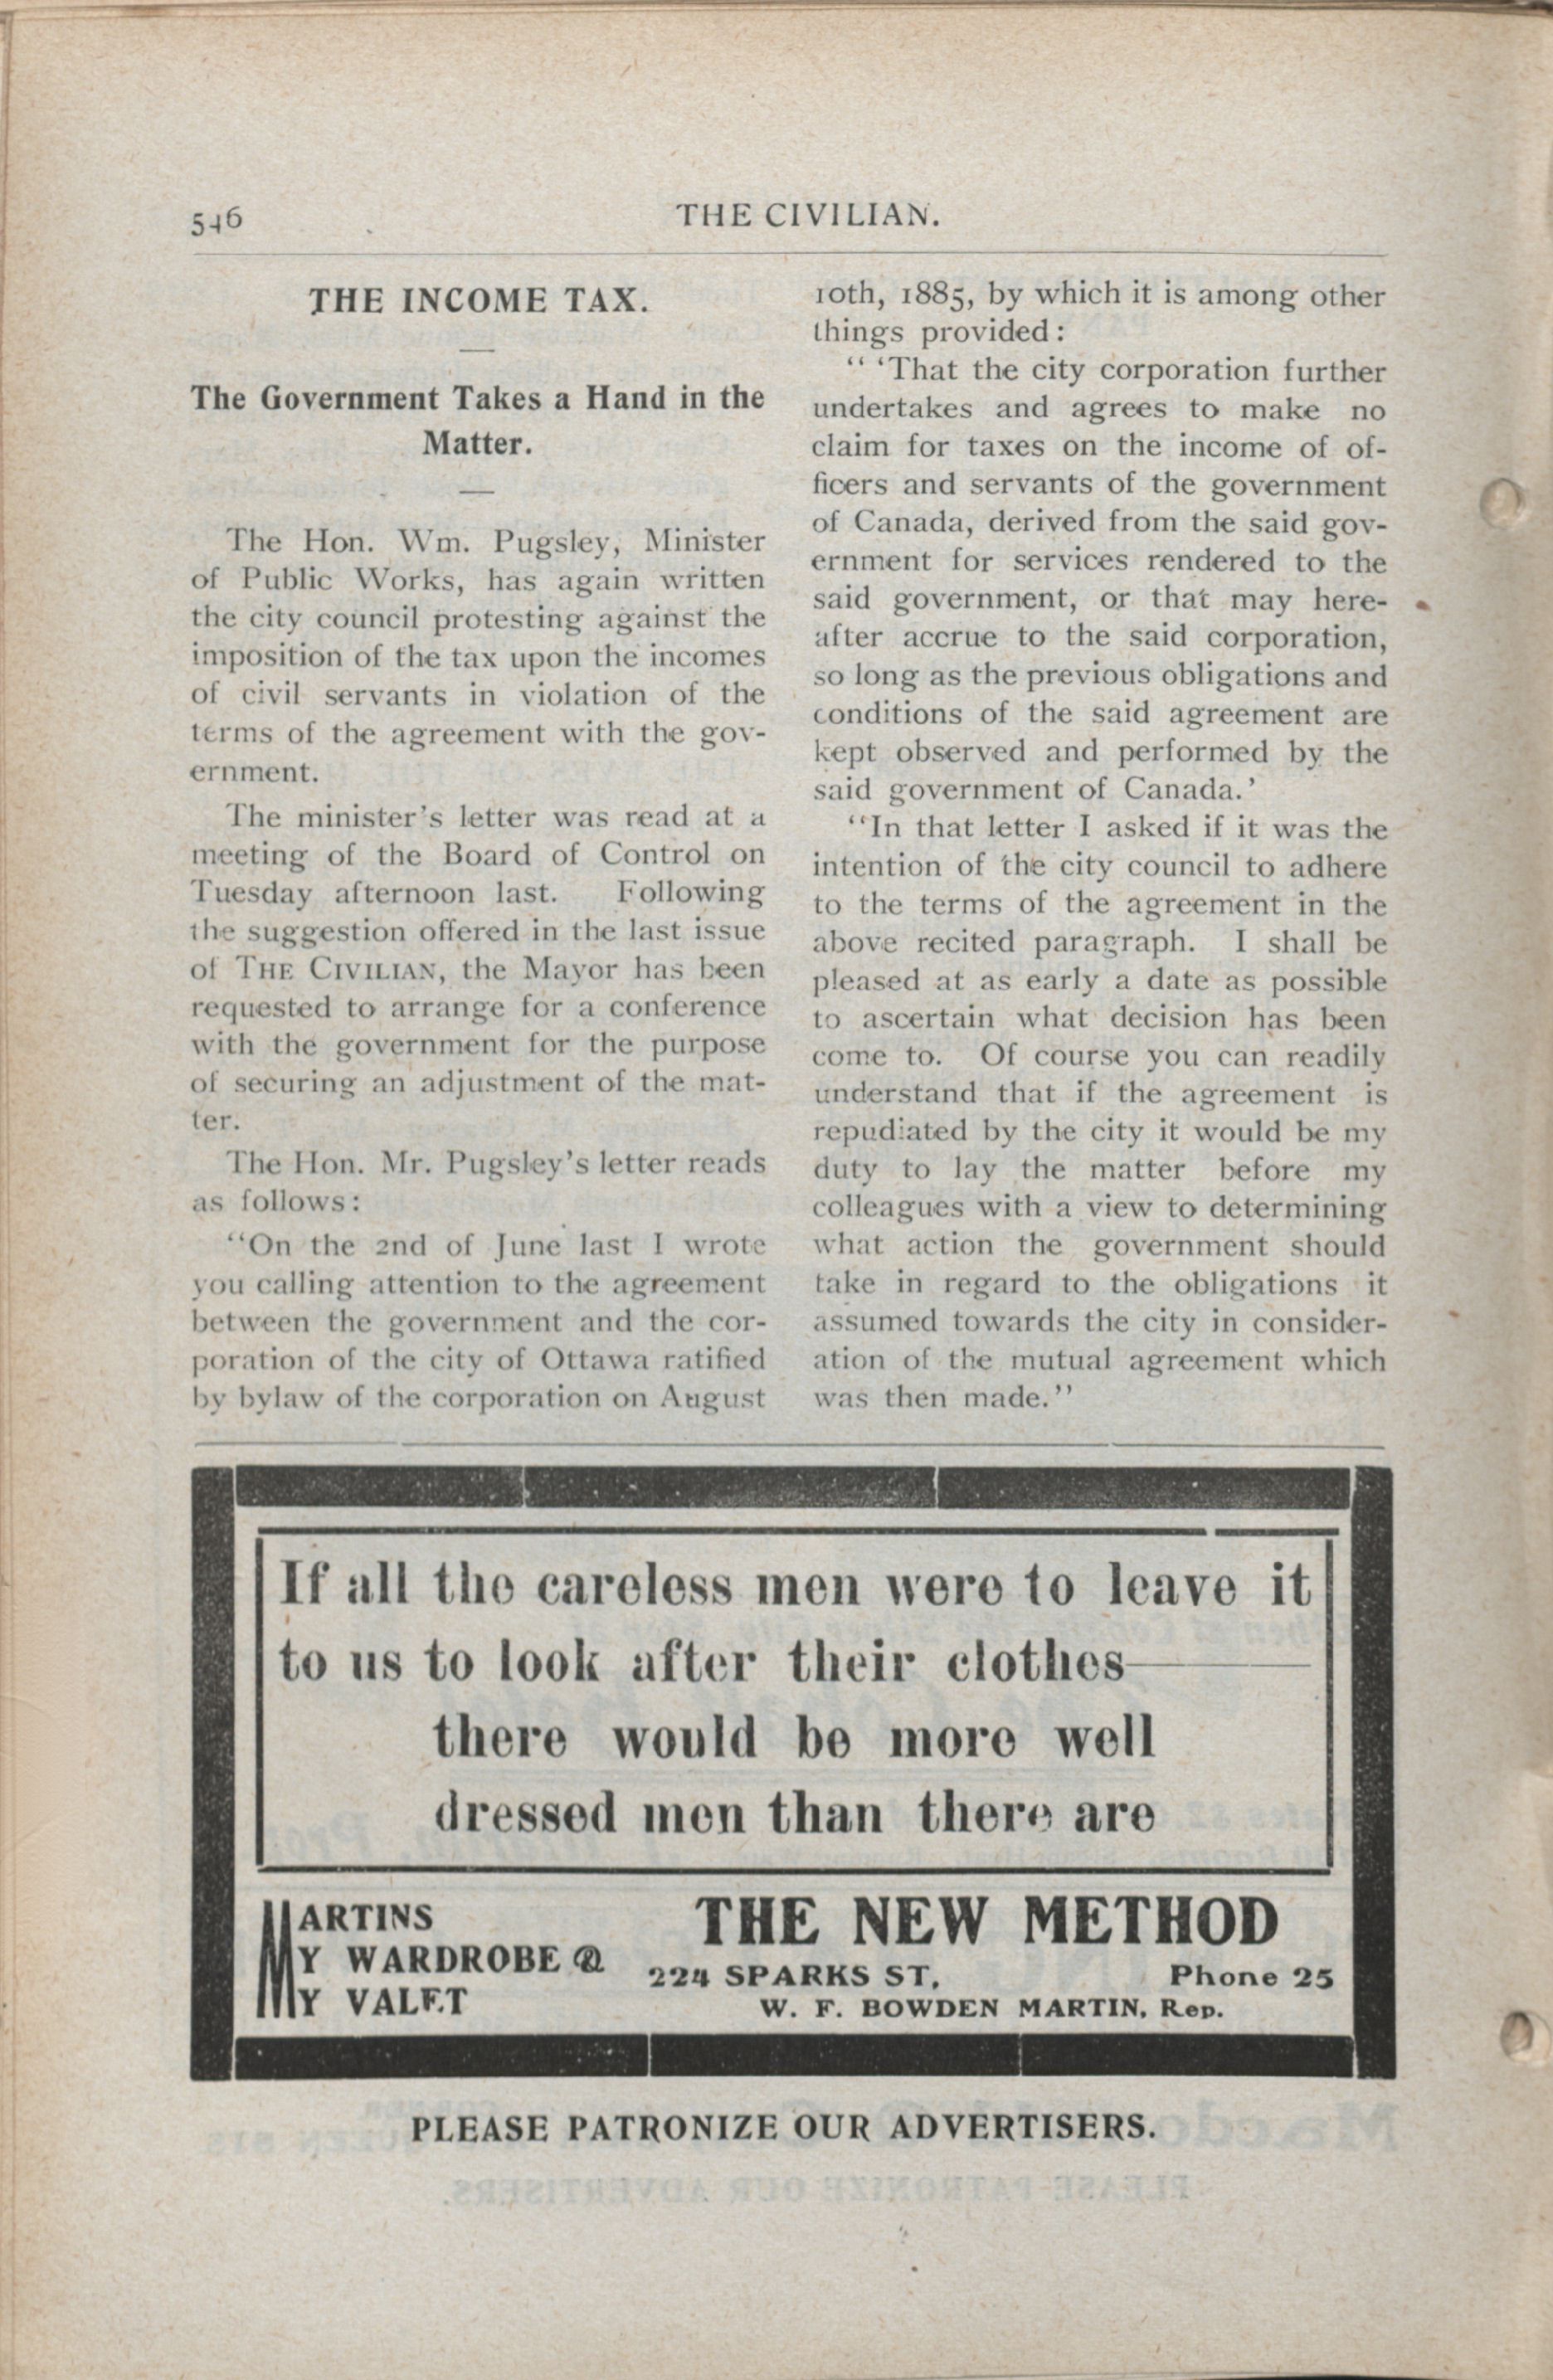 546
THE CIVILIAN.
THE INCOME TAX.
The Government Takes a Hand in the
Matter.
The Hon. Wm. Pugsley, Minister
of Public Works, has again written
the city council protesting against the
imposition of the tax upon the incomes
of civil servants in violation of the
terms of the agreement with the gov-
ernment.
The minister's letter was read at a
meeting of the Board of Control on
Tuesday afternoon last. Following
the suggestion offered in the last issue
of THE CIVILIAN, the Mayor has been
requested to arrange for a conference
with the government for the purpose
of securing an adjustment of the mat-
ter.
The Hon. Mr. Pugsley's letter reads
as follows:
"On the 2nd of June last I wrote
you calling attention to the agreement
between the government and the cor-
poration of the city of Ottawa ratified
by bylaw of the corporation on August
10th, 1885, by which it is among other
things provided:
" 'That the city corporation further
undertakes and agrees to make no
claim for taxes on the income of of-
ficers and servants of the government
of Canada, derived from the said gov-
ernment for services rendered to the
said government, or that may here-
after accrue to the said corporation,
so long as the previous obligations and
conditions of the said agreement are
kept observed and performed by the
said government of Canada.'
"In that letter I asked if it was the
intention of the city council to adhere
to the terms of the agreement in the
above recited paragraph. I shall be
pleased at as early a date as possible
to ascertain what decision has been
come to. Of course you can readily
understand that if the agreement is
repudiated by the city it would be my
duty to lay the matter before my
colleagues with a view to determining
what action the government should
take in regard to the obligations it
assumed towards the city in consider-
ation of the mutual agreement which
was then made."
If all the careless men were to leave it
to us to look after their clothes—
there would be more well
dressed men than there are
MARTINS
MY WARDROBE &
MY VALET
THE NEW METHOD
224 SPARKS ST. Phone 25
W. F. BOWDEN MARTIN, Rep.
PLEASE PATRONIZE OUR ADVERTISERS.